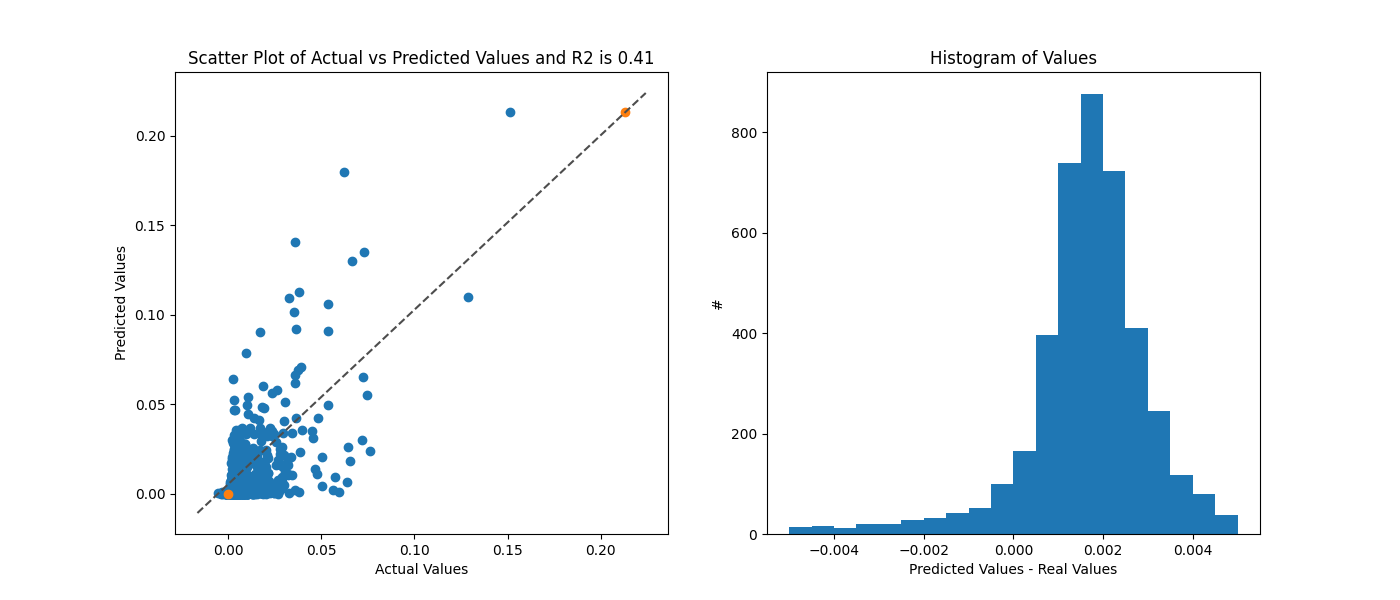 Scatter Plot of Actual vs Predicted Values and R2 is 0.41
Predicted Values
0.20
0.15
0.10
0.05
0.00
0.00 0.05 0.10 0.15 0.20
Actual Values
Histogram of Values
#
800
600
400
200
0
−0.004 −0.002 0.000 0.002 0.004
Predicted Values - Real Values